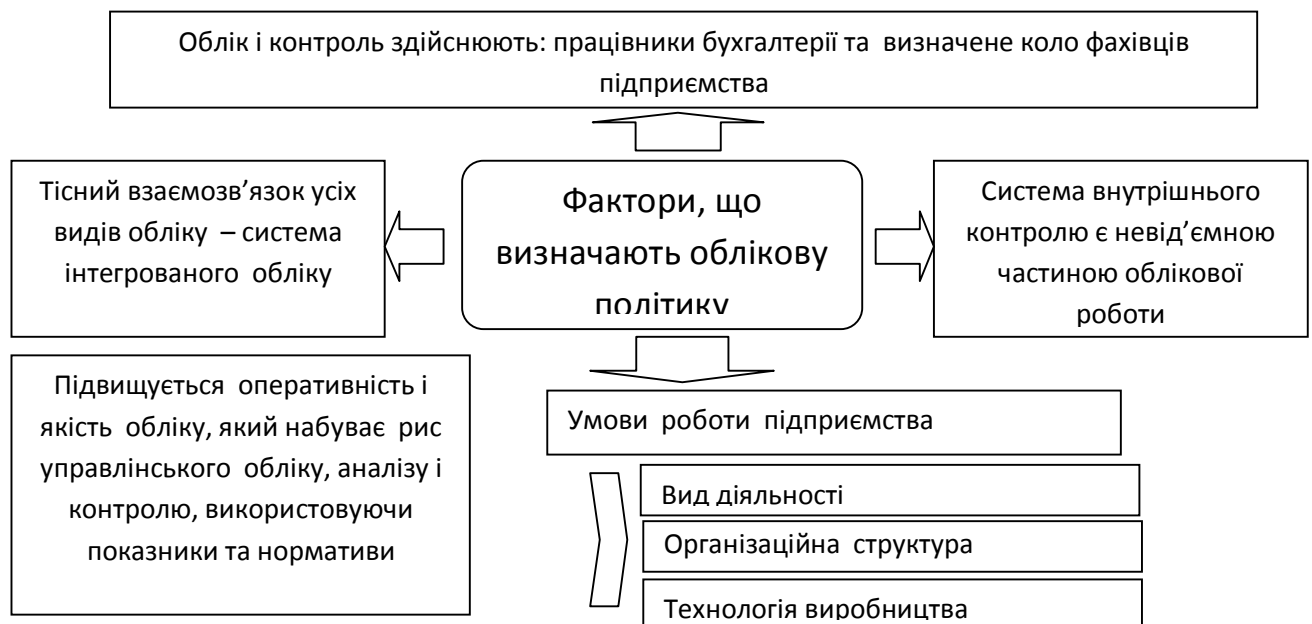 Облік і контроль здійснюють: працівники бухгалтерії та визначене коло фахівців
підприємства
Тісний взаємозв’язок усіх
видів обліку – система
інтегрованого обліку
Фактори, що
визначають облікову
політику
Система внутрішнього
контролю є невід’ємною
частиною облікової
роботи
Підвищується оперативність і
якість обліку, який набуває рис
управлінського обліку, аналізу і
контролю, використовуючи
показники та нормативи
Умови роботи підприємства
Вид діяльності
Організаційна структура
Технологія виробництва